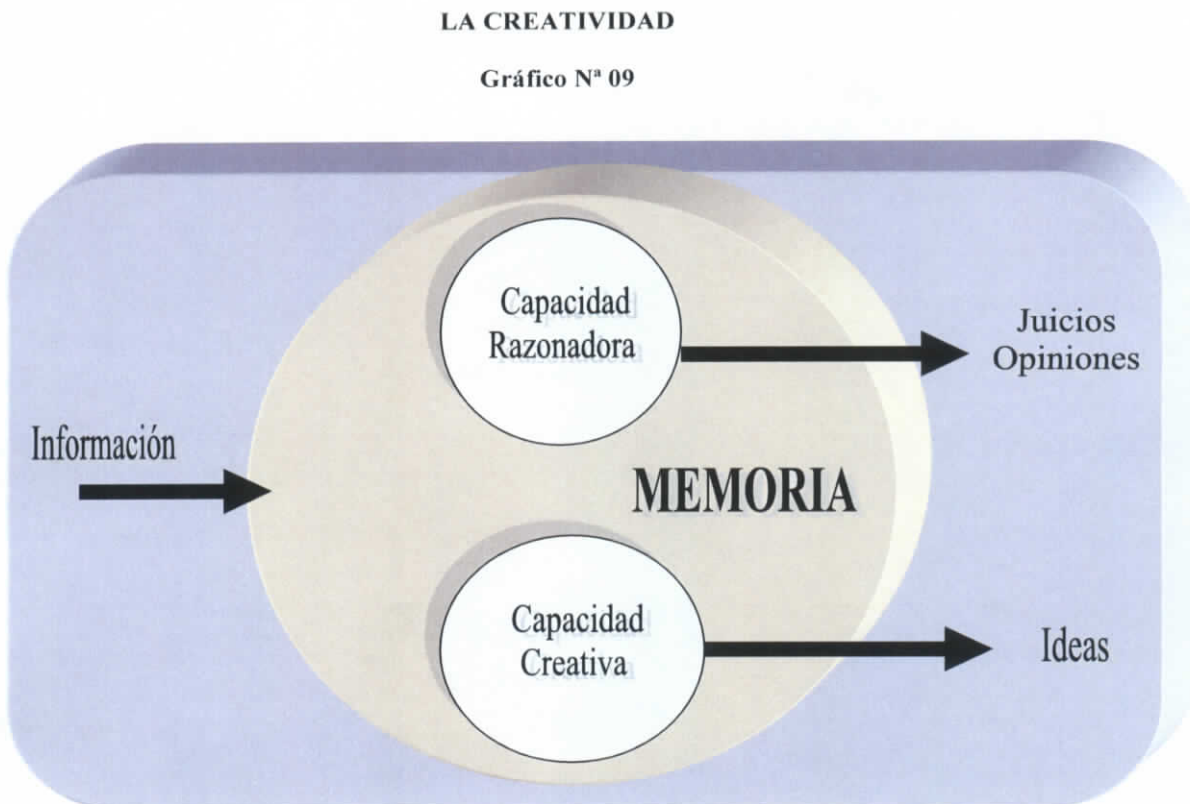 LA CREATIVIDAD
Gráfico Nª 09
Capacidad
Razonadora
Juicios
Opiniones
Información
MEMORIA
Capacidad
Creativa
Ideas